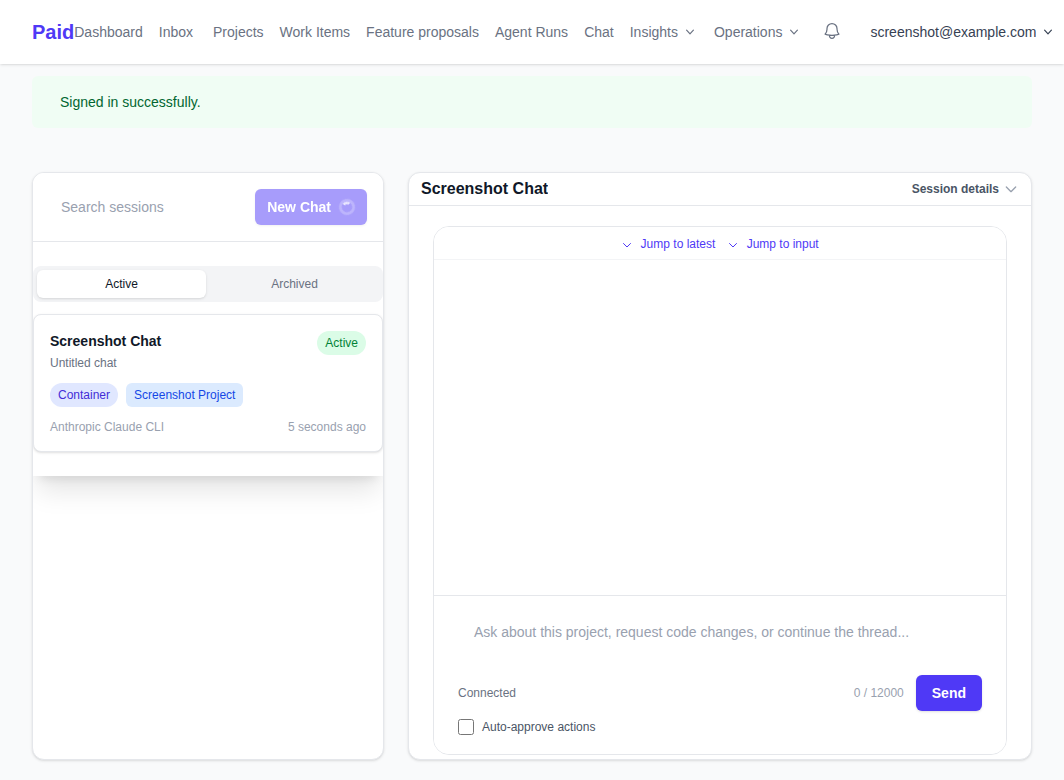 Paid Dashboard Inbox Projects Work Items Feature proposals Agent Runs Chat Insights Operations screenshot@example.com
Signed in successfully.
Search sessions New Chat
Active Archived
Screenshot Chat Active
Untitled chat
Container Screenshot Project
Anthropic Claude CLI 5 seconds ago
Screenshot Chat Session details
Jump to latest Jump to input
Ask about this project, request code changes, or continue the thread...
Connected 0 / 12000 Send
Auto-approve actions